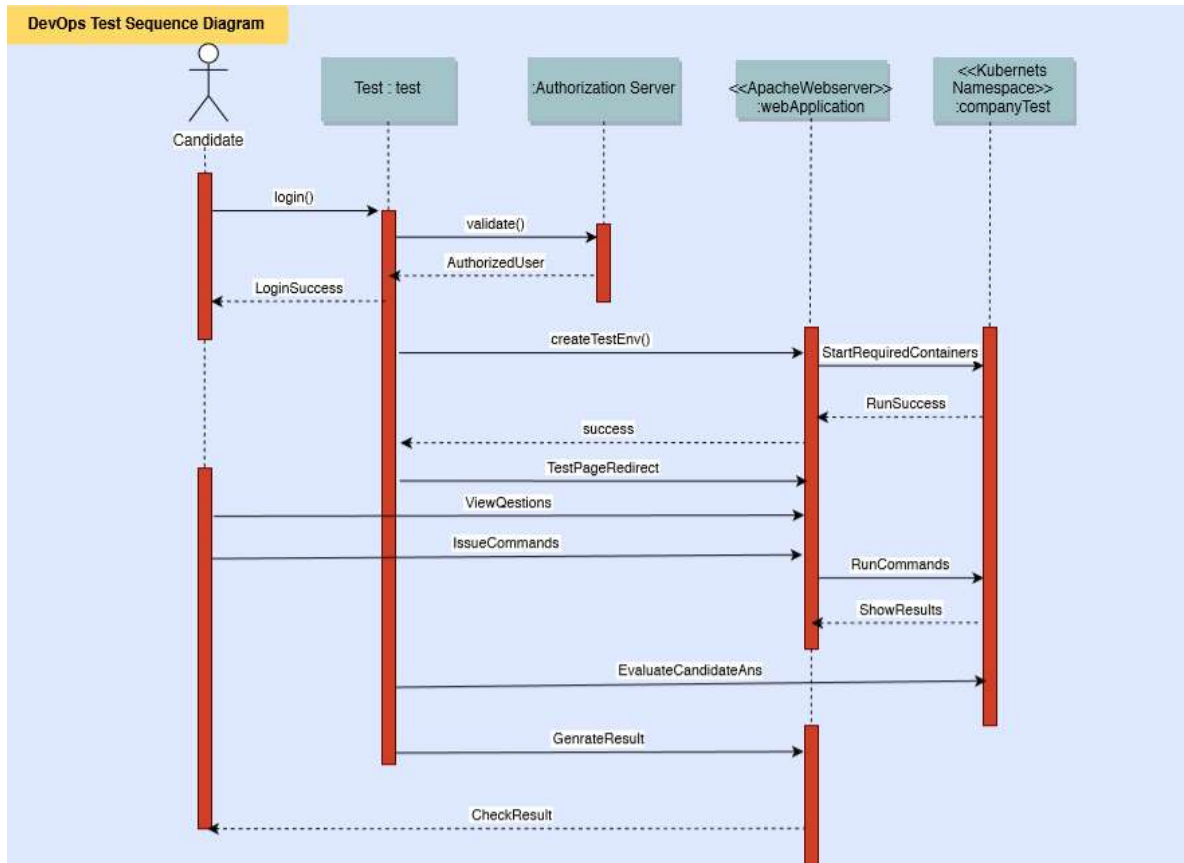 DevOps Test Sequence Diagram
Candidate
Test : test
:Authorization Server
<<ApacheWebserver>>
:webApplication
<<Kubernets
Namespace>>
:companyTest
login()
validate()
AuthorizedUser
LoginSuccess
createTestEnv()
StartRequiredContainers
RunSuccess
success
TestPageRedirect
ViewQestions
IssueCommands
RunCommands
ShowResults
EvaluateCandidateAns
GenrateResult
CheckResult